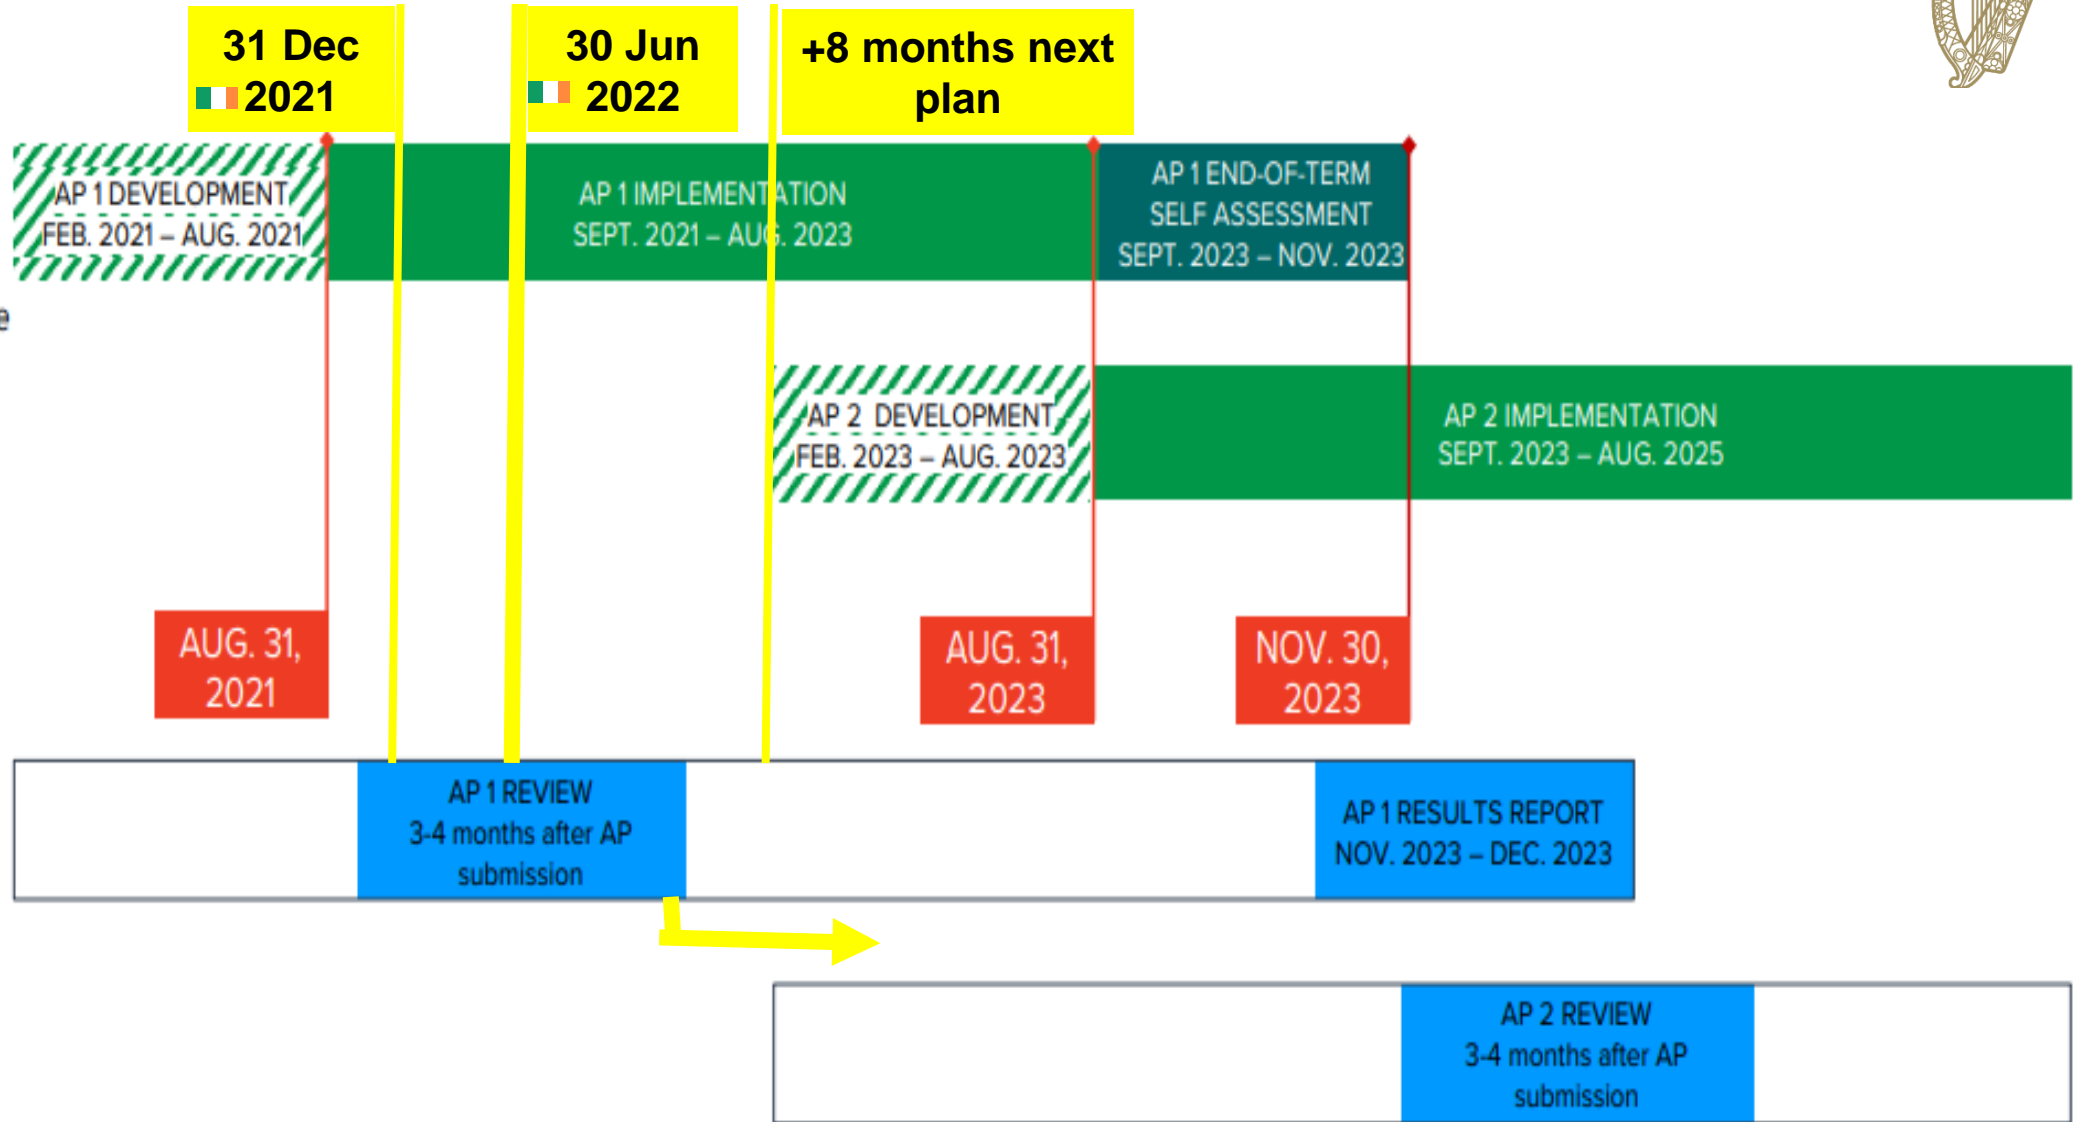 31 Dec
2021
30 Jun
2022
+8 months next
plan
AP 1 DEVELOPMENT
FEB. 2021 – AUG. 2021
AP 1 IMPLEMENTATION
SEPT. 2021 – AUG. 2023
AP 1 END-OF-TERM
SELF ASSESSMENT
SEPT. 2023 – NOV. 2023
e
AP 2 DEVELOPMENT
FEB. 2023 – AUG. 2023
AP 2 IMPLEMENTATION
SEPT. 2023 – AUG. 2025
AUG. 31,
2021
AUG. 31,
2023
NOV. 30,
2023
AP 1 REVIEW
3-4 months after AP
submission
AP 1 RESULTS REPORT
NOV. 2023 – DEC. 2023
AP 2 REVIEW
3-4 months after AP
submission